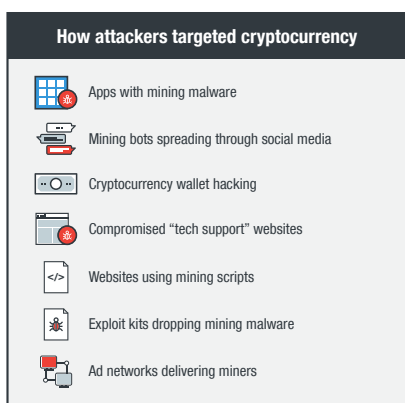 How attackers targeted cryptocurrency
Apps with mining malware
Mining bots spreading through social media
Cryptocurrency wallet hacking
Compromised “tech support” websites
</>
Websites using mining scripts
Exploit kits dropping mining malware
Ad networks delivering miners